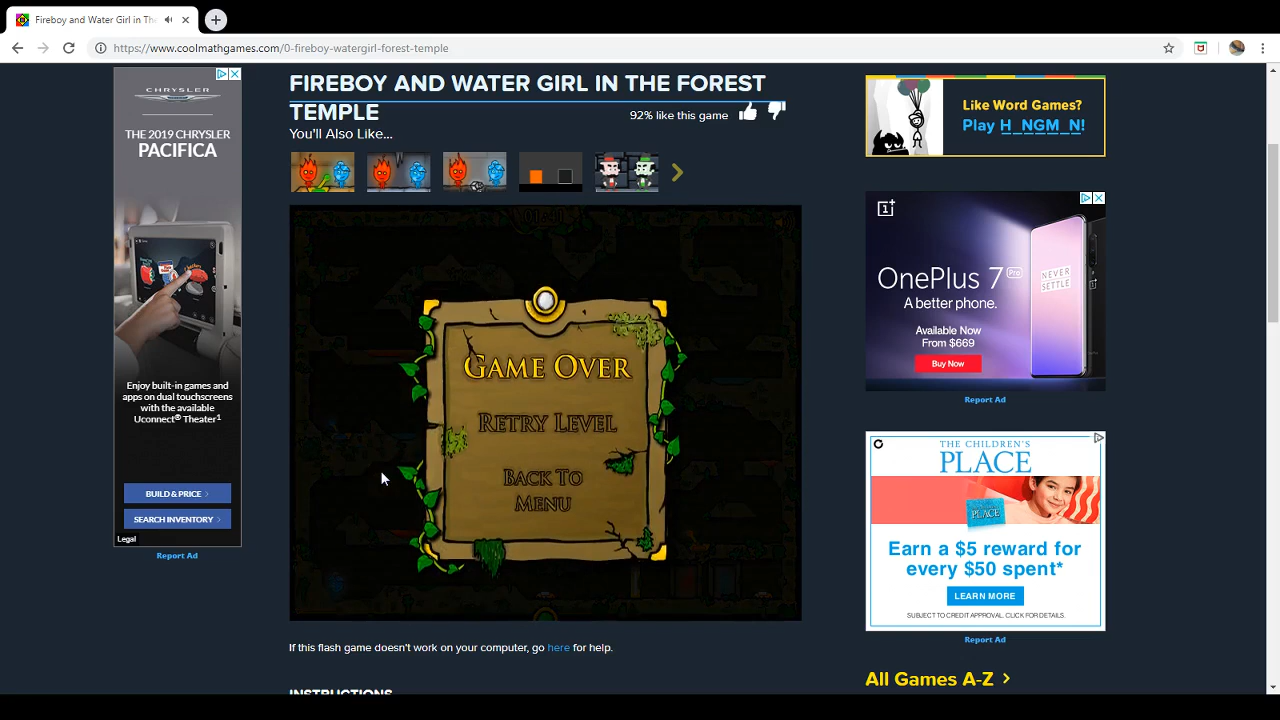 Fireboy and Water Girl in Th
https://www.coolmathgames.com/0-fireboy-watergirl-forest-temple
CHRYSLER
THE 2019 CHRYSLER
PACIFICA
Enjoy built-in games and
apps on dual touchscreens
with the available
Uconnect® Theater¹
BUILD & PRICE >
SEARCH INVENTORY >
Legal
Report Ad
FIREBOY AND WATER GIRL IN THE FOREST
TEMPLE
92% like this game
You'll Also Like...
GAME OVER
RETRY LEVEL
BACK TO
MENU
If this flash game doesn't work on your computer, go here for help.
INSTRUCTIONS
Like Word Games?
Play H_NGM_N!
1+
OnePlus 7 Pro
A better phone.
Available Now
From $669
Buy Now
NEVER
SETTLE
Report Ad
THE CHILDREN'S
PLACE
PLACE
Earn a $5 reward for
every $50 spent*
LEARN MORE
SUBJECT TO CREDIT APPROVAL. CLICK FOR DETAILS.
Report Ad
All Games A-Z >